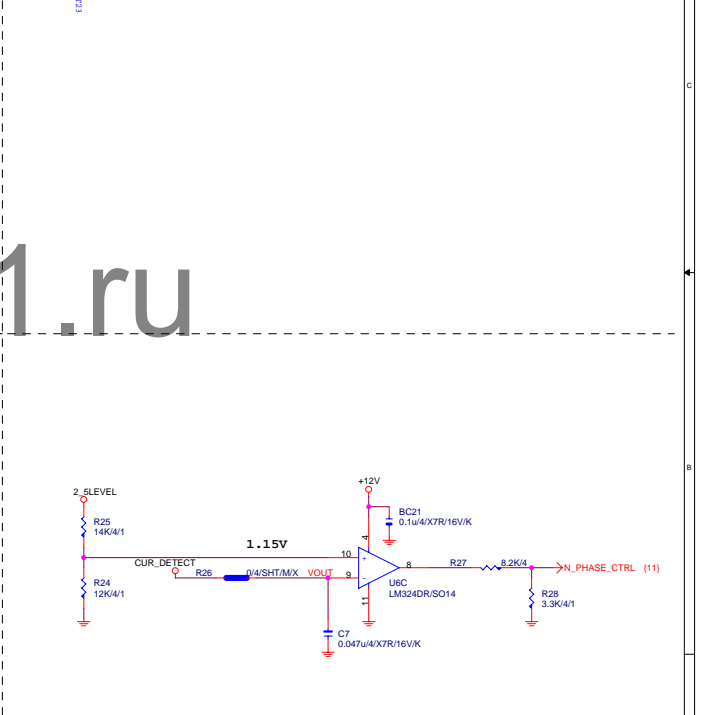 C
1.ru
B
2_5LEVEL
+12V
R25
14K/4/1
BC21
0.1u/4/X7R/16V/K
4
1.15V
10
+
CUR_DETECT
R26
0/4/SHT/M/X
VOUT
9
-
8
R27
8.2K/4
N_PHASE_CTRL {11}
R24
12K/4/1
U6C
LM324DR/SO14
11
R28
3.3K/4/1
C7
0.047u/4/X7R/16V/K